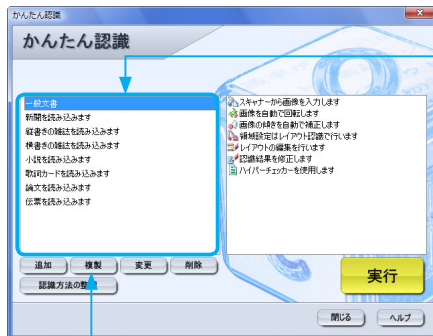 かんたん認識
かんたん認識
一般文書
新聞を読み込みます
縦書きの雑誌を読み込みます
横書きの雑誌を読み込みます
小説を読み込みます
歌詞カードを読み込みます
論文を読み込みます
伝票を読み込みます
スキャナーから画像を入力します
画像を自動で回転します
画像の傾きを自動で補正します
領域設定はレイアウト認識で行います
レイアウトの編集を行います
認識結果を修正します
ハイパーチェッカーを使用します
追加
複製
変更
削除
認識方法の整
実行
閉じる
ヘルプ